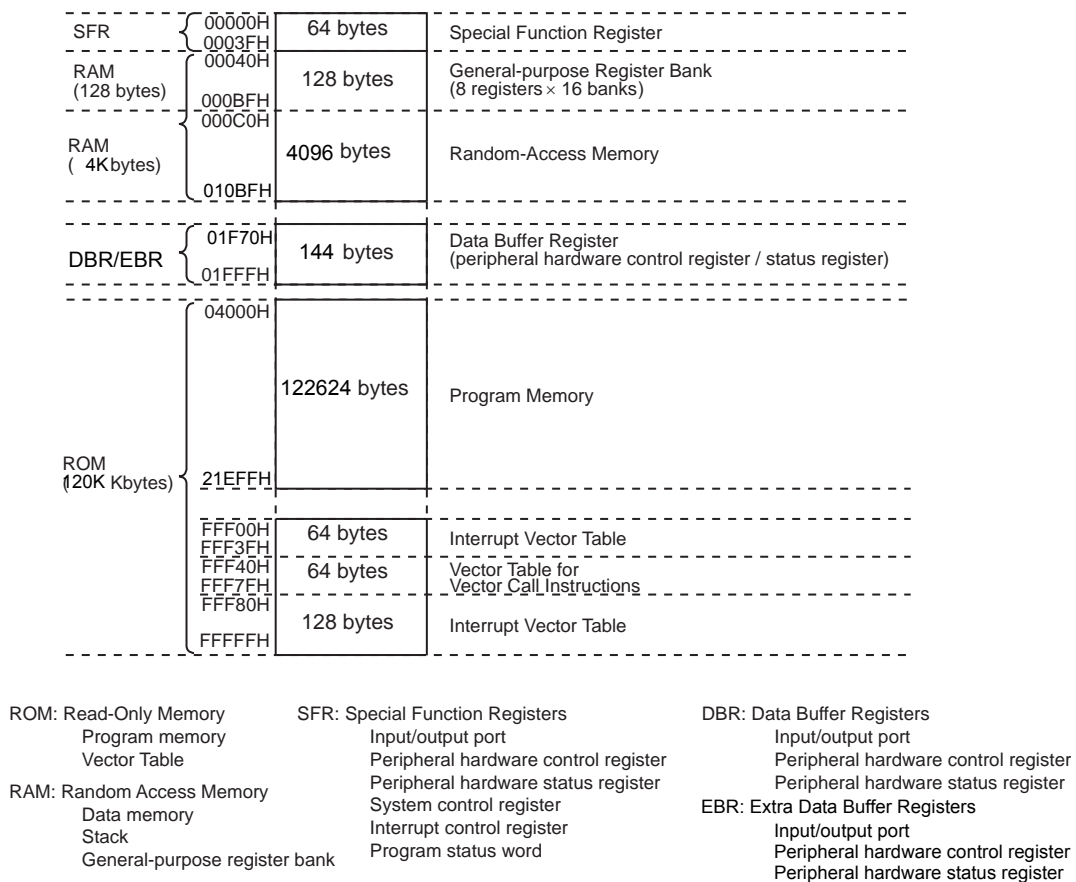 SFR
00000H
0003FH
64 bytes
Special Function Register
RAM
(128 bytes)
00040H
000BFH
128 bytes
General-purpose Register Bank
(8 registers × 16 banks)
RAM
( 4Kbytes)
000C0H
010BFH
4096 bytes
Random-Access Memory
DBR/EBR
01F70H
01FFFH
144 bytes
Data Buffer Register
(peripheral hardware control register / status register)
ROM
(120K Kbytes)
04000H
21EFFH
122624 bytes
Program Memory
FFF00H
FFF3FH
64 bytes
Interrupt Vector Table
FFF40H
FFF7FH
64 bytes
Vector Table for
Vector Call Instructions
FFF80H
FFFFFH
128 bytes
Interrupt Vector Table
ROM: Read-Only Memory
Program memory
Vector Table
RAM: Random Access Memory
Data memory
Stack
General-purpose register bank
SFR: Special Function Registers
Input/output port
Peripheral hardware control register
Peripheral hardware status register
System control register
Interrupt control register
Program status word
DBR: Data Buffer Registers
Input/output port
Peripheral hardware control register
Peripheral hardware status register
EBR: Extra Data Buffer Registers
Input/output port
Peripheral hardware control register
Peripheral hardware status register